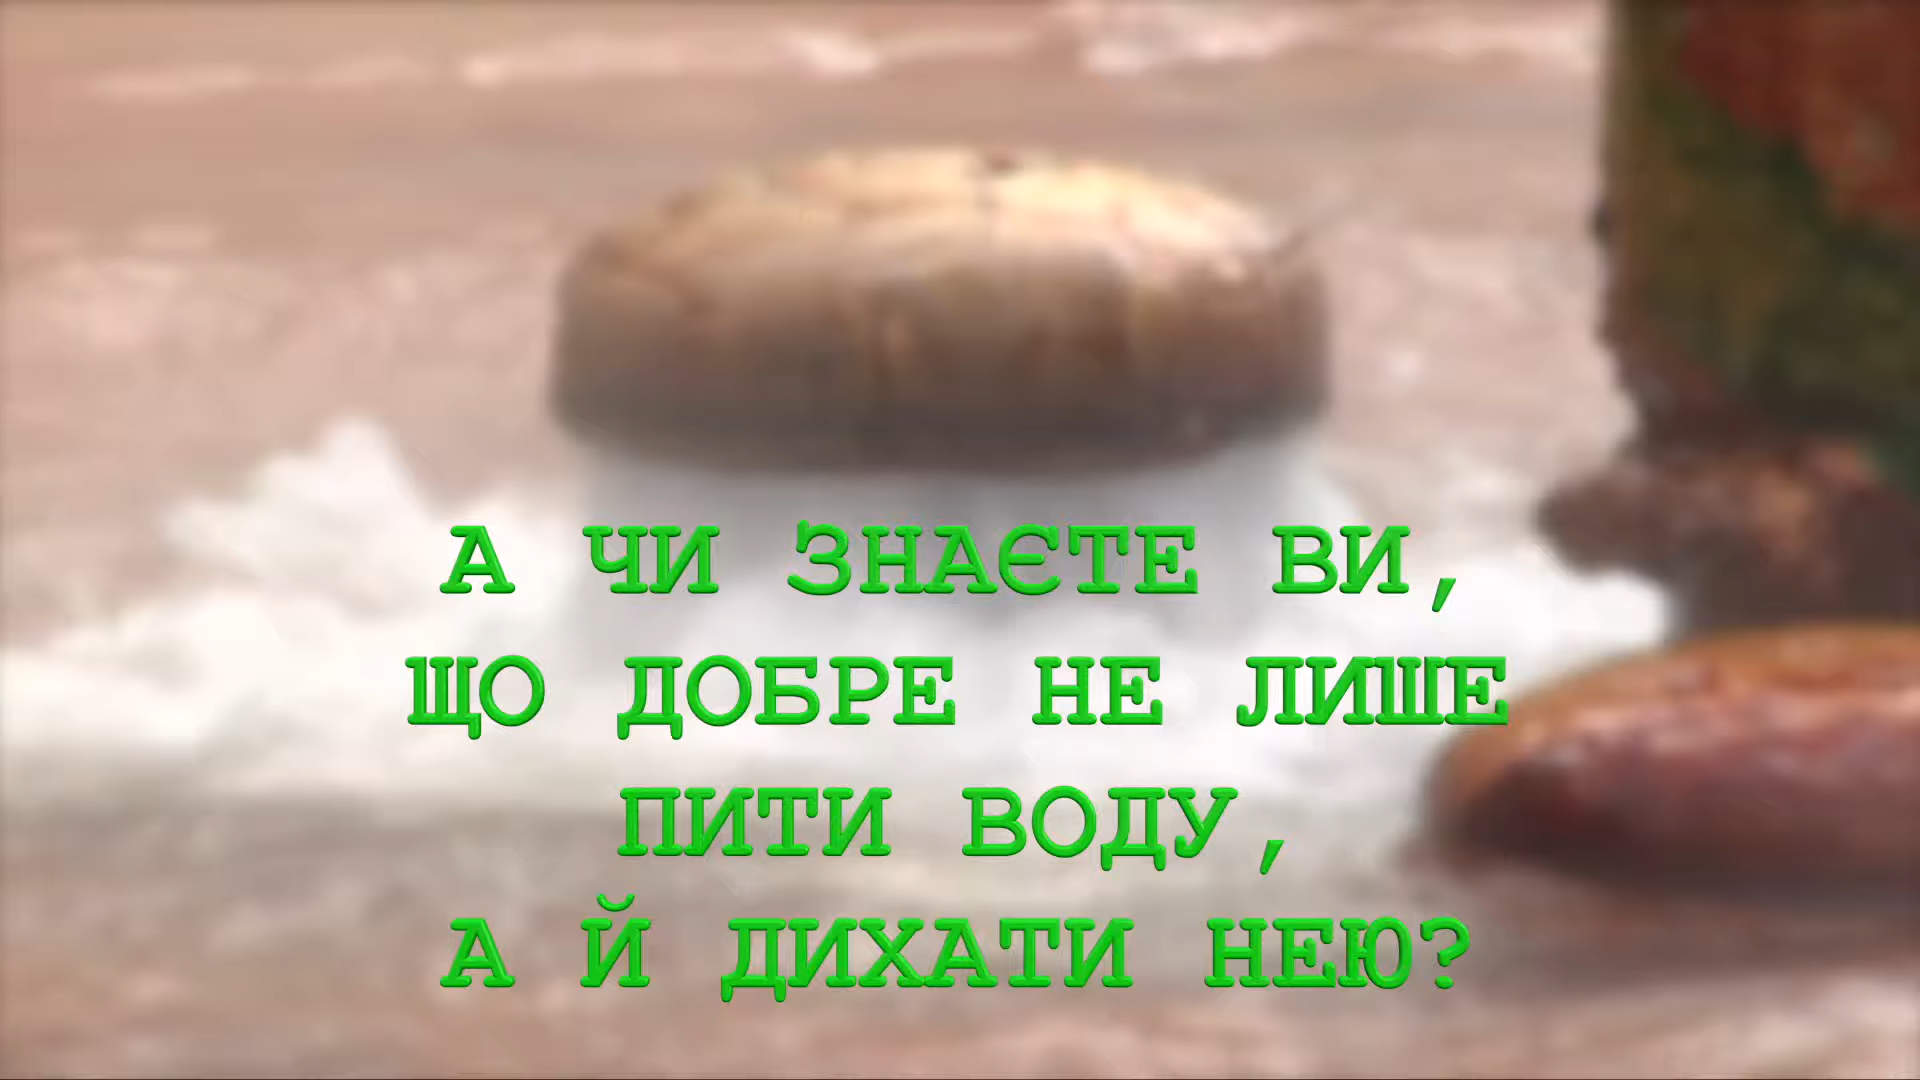 А ЧИ ЗНАЄТЕ ВИ,
ЩО ДОБРЕ НЕ ЛИШЕ
ПИТИ ВОДУ,
А Й ДИХАТИ НЕЮ?